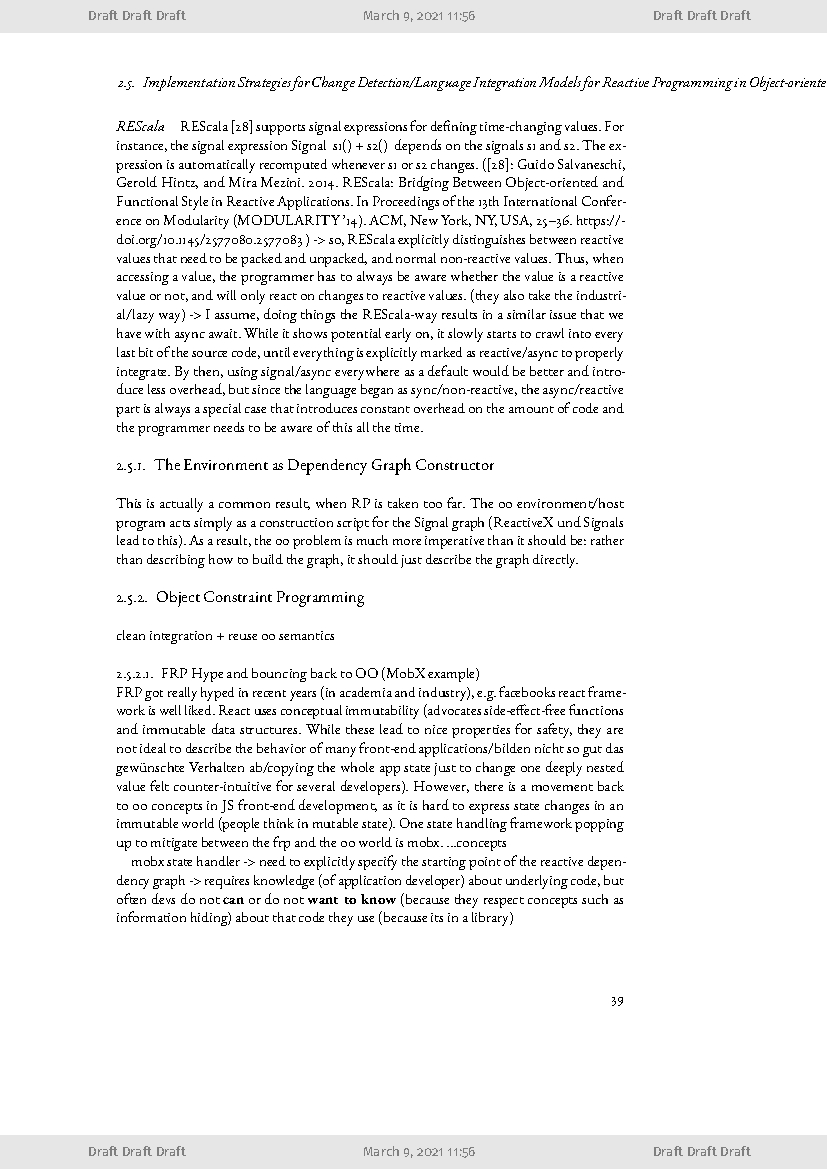 Draft Draft Draft March 9, 2021 11:56 Draft Draft Draft
2.5. Implementation Strategies for Change Detection/Language Integration Models for Reactive Programming in Object-oriente
REScala REScala [28] supports signal expressions for defining time-changing values. For
instance, the signal expression Signal s1() + s2() depends on the signals s1 and s2. The ex-
pression is automatically recomputed whenever s1 or s2 changes. ([28]: Guido Salvaneschi,
Gerold Hintz, and Mira Mezini. 2014. REScala: Bridging Between Object-oriented and
Functional Style in Reactive Applications. In Proceedings of the 13th International Confer-
ence on Modularity (MODULARITY '14). ACM, New York, NY, USA, 25–36. https://-
doi.org/10.1145/2577080.2577083 ) -> so, REScala explicitly distinguishes between reactive
values that need to be packed and unpacked, and normal non-reactive values. Thus, when
accessing a value, the programmer has to always be aware whether the value is a reactive
value or not, and will only react on changes to reactive values. (they also take the industri-
al/lazy way) -> I assume, doing things the REScala-way results in a similar issue that we
have with async await. While it shows potential early on, it slowly starts to crawl into every
last bit of the source code, until everything is explicitly marked as reactive/async to properly
integrate. By then, using signal/async everywhere as a default would be better and intro-
duce less overhead, but since the language began as sync/non-reactive, the async/reactive
part is always a special case that introduces constant overhead on the amount of code and
the programmer needs to be aware of this all the time.
2.5.1. The Environment as Dependency Graph Constructor
This is actually a common result, when RP is taken too far. The oo environment/host
program acts simply as a construction script for the Signal graph (ReactiveX und Signals
lead to this). As a result, the oo problem is much more imperative than it should be: rather
than describing how to build the graph, it should just describe the graph directly.
2.5.2. Object Constraint Programming
clean integration + reuse oo semantics
2.5.2.1. FRP Hype and bouncing back to OO (MobX example)
FRP got really hyped in recent years (in academia and industry), e.g. facebooks react frame-
work is well liked. React uses conceptual immutability (advocates side-effect-free functions
and immutable data structures. While these lead to nice properties for safety, they are
not ideal to describe the behavior of many front-end applications/bilden nicht so gut das
gewünschte Verhalten ab/copying the whole app state just to change one deeply nested
value felt counter-intuitive for several developers). However, there is a movement back
to oo concepts in JS front-end development, as it is hard to express state changes in an
immutable world (people think in mutable state). One state handling framework popping
up to mitigate between the frp and the oo world is mobx. ...concepts
mobx state handler -> need to explicitly specify the starting point of the reactive depen-
dency graph -> requires knowledge (of application developer) about underlying code, but
often devs do not can or do not want to know (because they respect concepts such as
information hiding) about that code they use (because its in a library)
39
Draft Draft Draft March 9, 2021 11:56 Draft Draft Draft